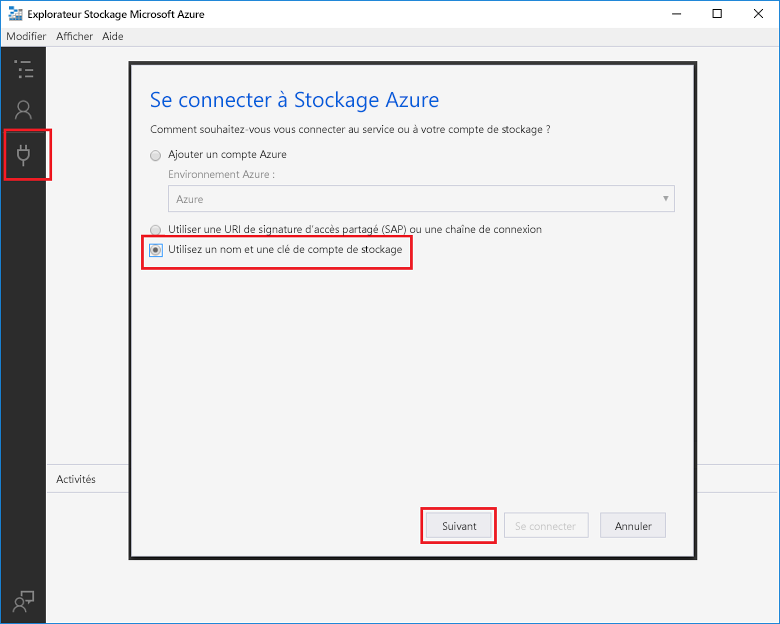 Explorateur Stockage Microsoft Azure
Modifier Afficher Aide
Se connecter à Stockage Azure
Comment souhaitez-vous vous connecter au service ou à votre compte de stockage ?
Ajouter un compte Azure
Environnement Azure :
Azure
Utiliser une URI de signature d'accès partagé (SAP) ou une chaîne de connexion
Utilisez un nom et une clé de compte de stockage
Activités
Suivant Se connecter Annuler